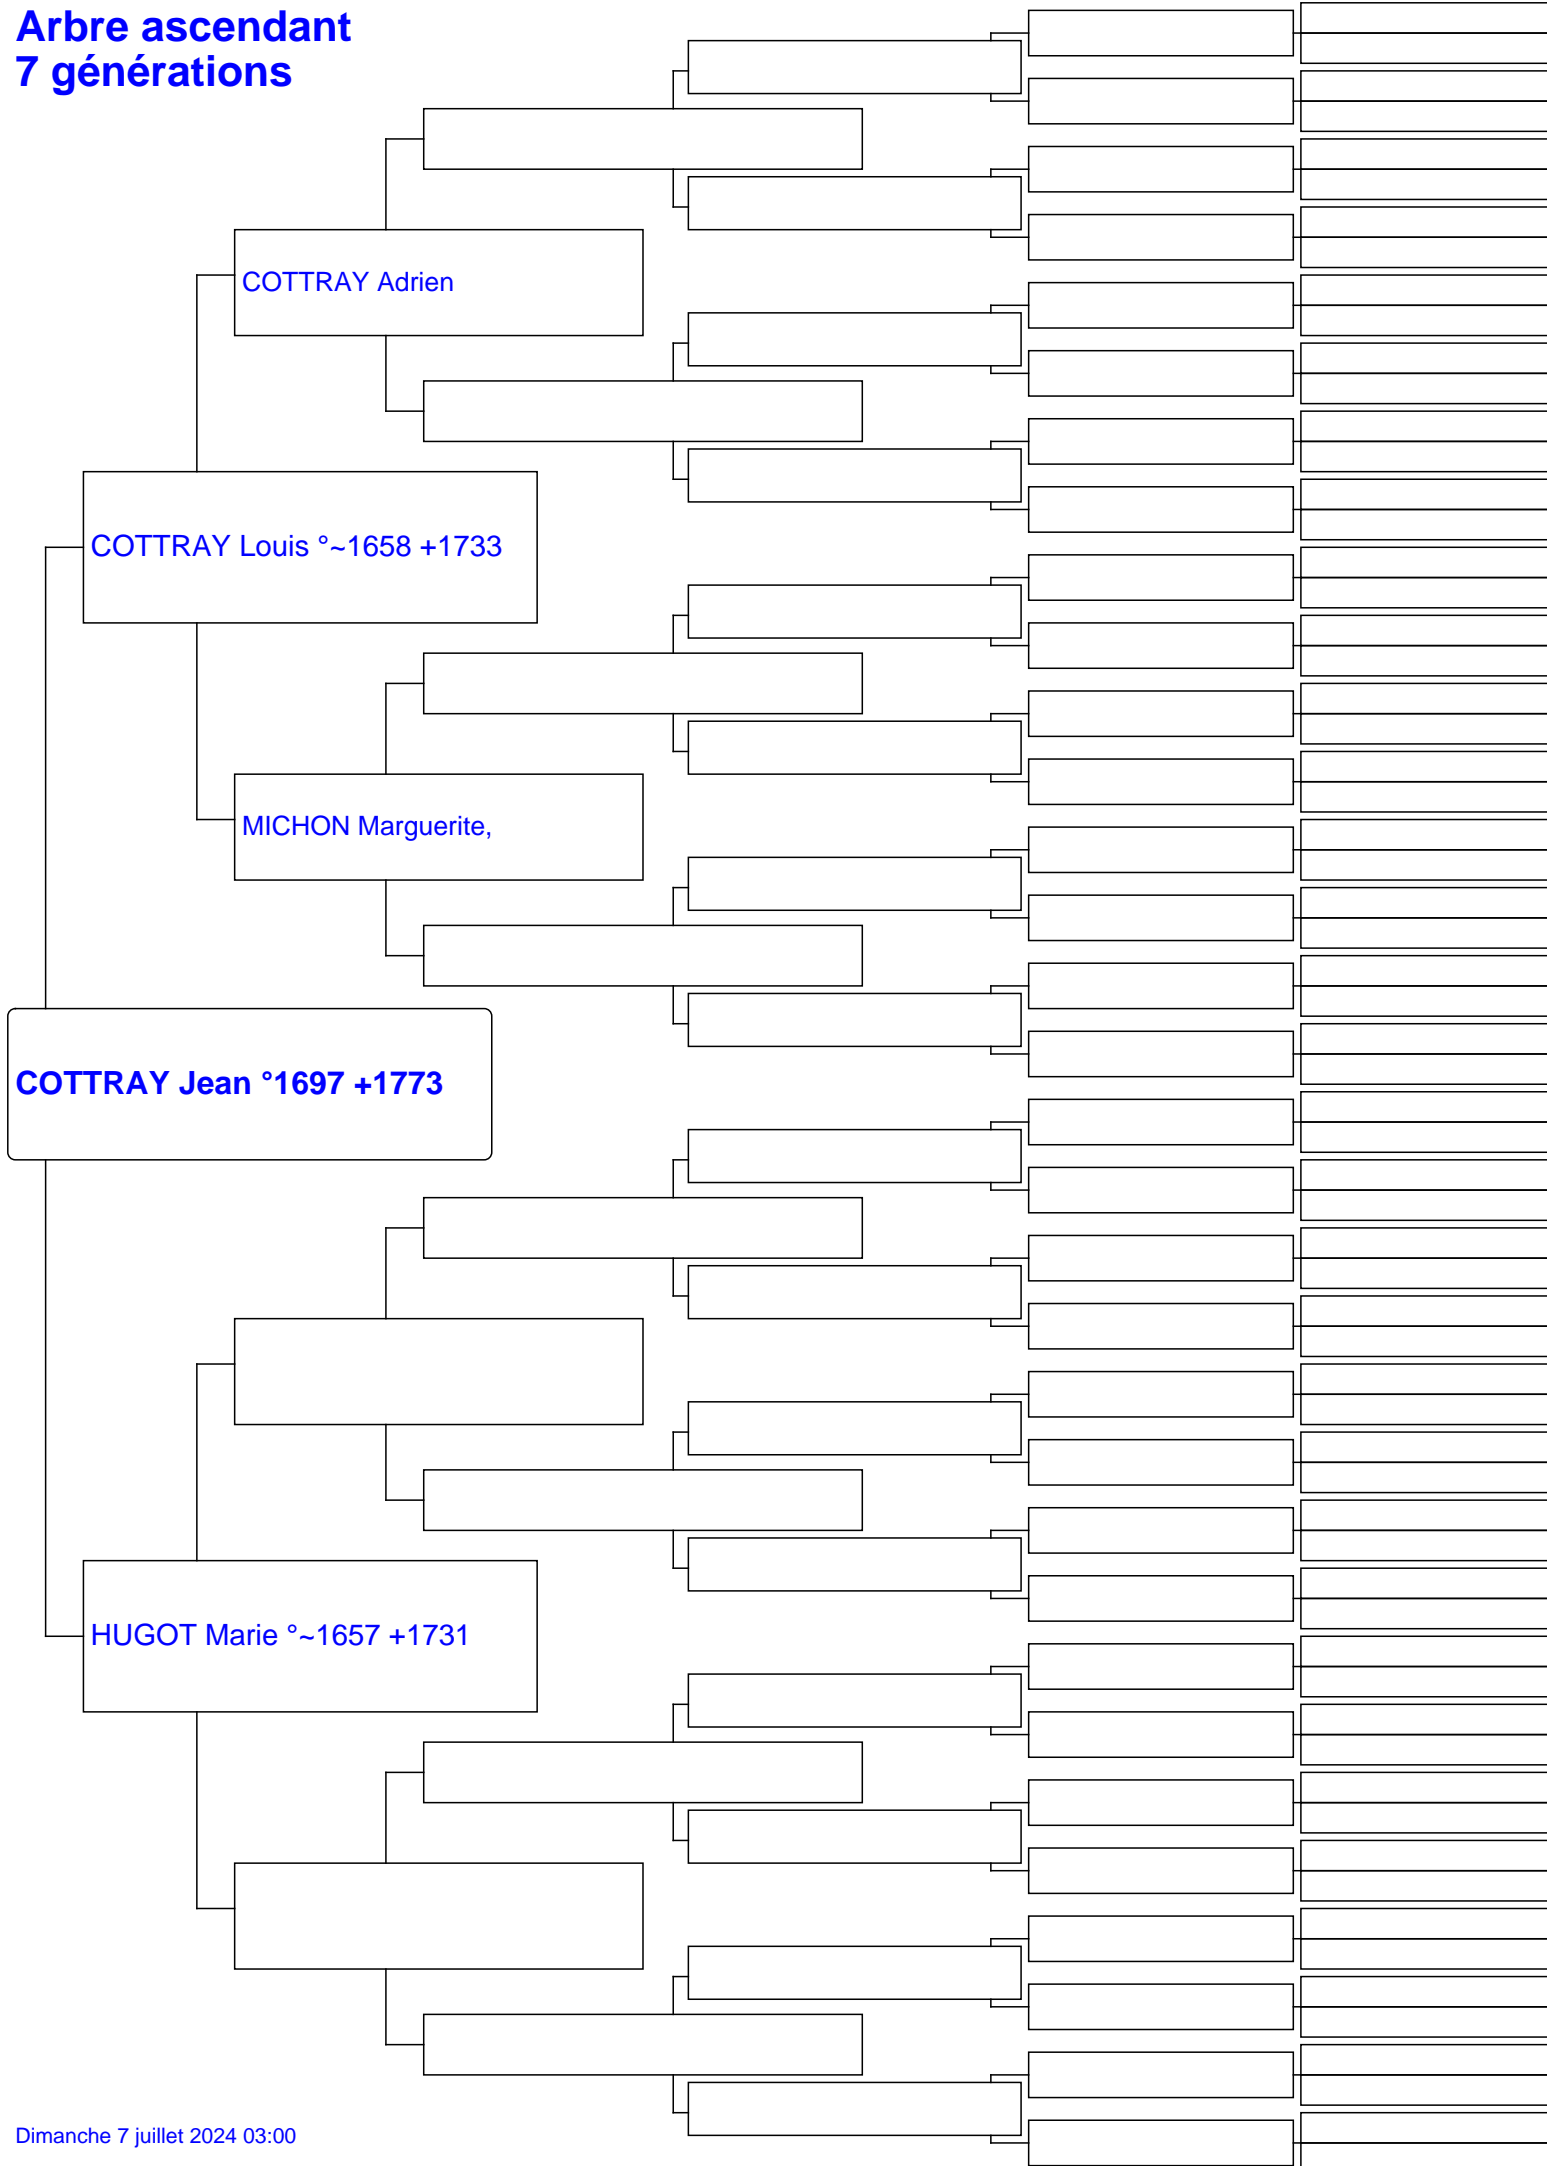 Arbre ascendant
7 générations
COTTRAY Adrien
COTTRAY Louis °~1658 +1733
MICHON Marguerite,
COTTRAY Jean °1697 +1773
HUGOT Marie °~1657 +1731
Dimanche 7 juillet 2024 03:00